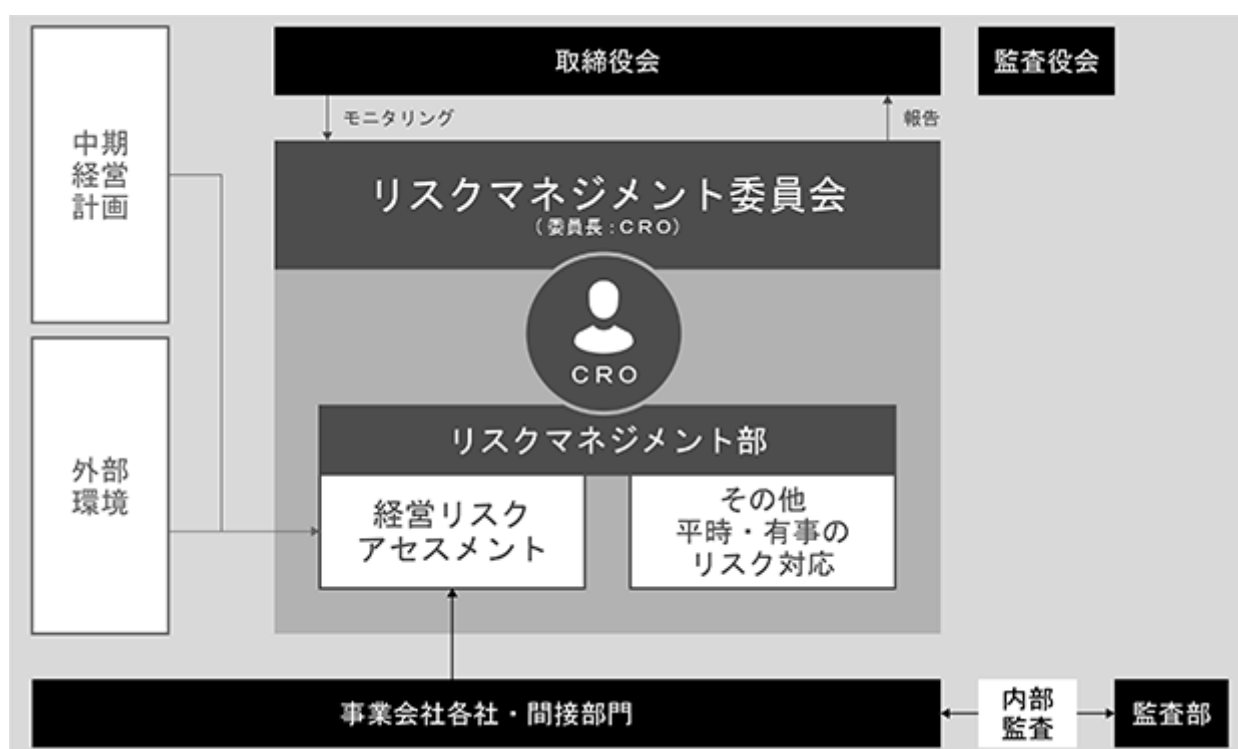 取締役会
監査役会
モニタリング
報告
中期
経営
計画
リスクマネジメント委員会
(委員長:CRO)
CRO
リスクマネジメント部
外部
環境
経営リスク
アセスメント
その他
平時・有事の
リスク対応
事業会社各社・間接部門
内部
監査
監査部